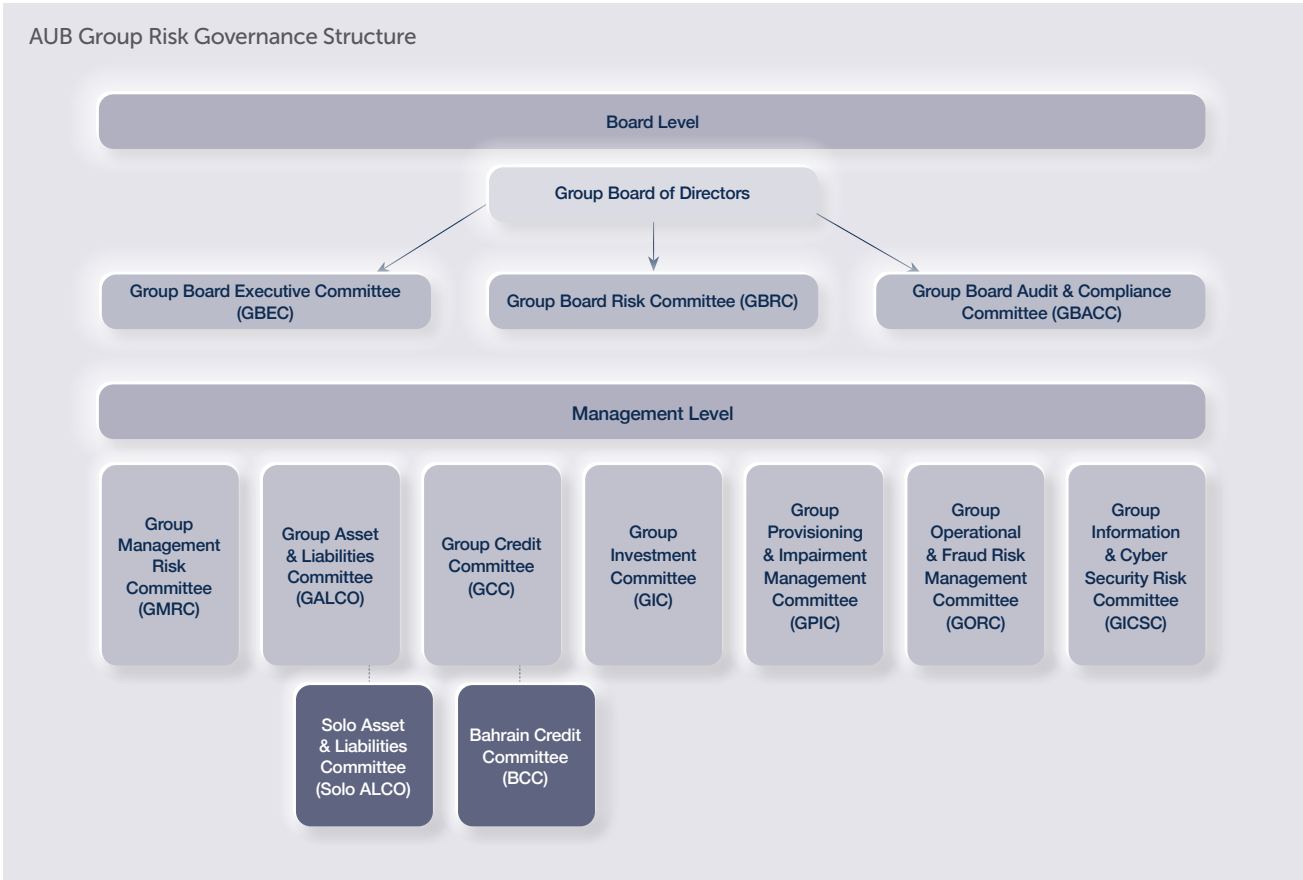 AUB Group Risk Governance Structure
Board Level
Group Board of Directors
Group Board Executive Committee
(GBEC)
Group Board Risk Committee (GBRC)
Group Board Audit & Compliance
Committee (GBACC)
Management Level
Group
Management
Risk
Committee
(GMRC)
Group Asset
& Liabilities
Committee
(GALCO)
Group Credit
Committee
(GCC)
Group
Investment
Committee
(GIC)
Group
Provisioning
& Impairment
Management
Committee
(GPIC)
Group
Operational
& Fraud Risk
Management
Committee
(GORC)
Group
Information
& Cyber
Security Risk
Committee
(GICSC)
Solo Asset
& Liabilities
Committee
(Solo ALCO)
Bahrain Credit
Committee
(BCC)